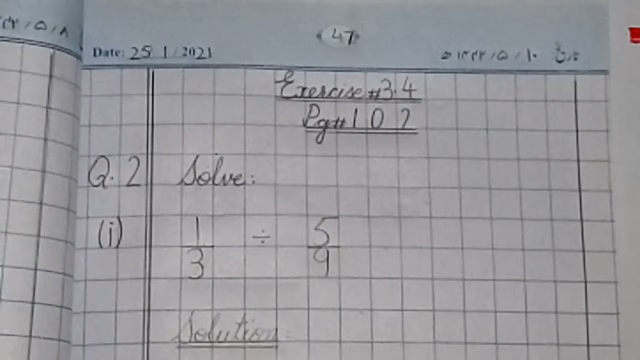 47
Date: 25 1/2021
Exercise#3.4
Pg#102
Q.2 Solve:
(i) 1/3 ÷ 5/9
Solution: